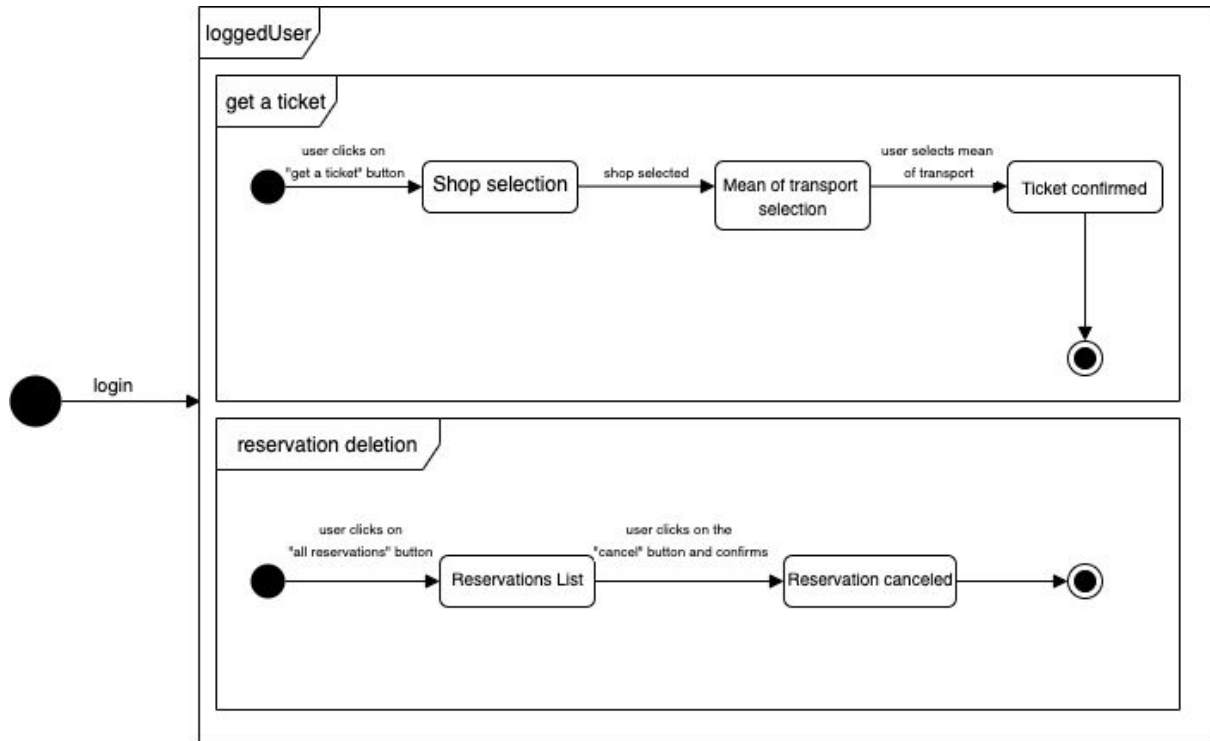 loggedUser
get a ticket
user clicks on
"get a ticket" button
Shop selection
shop selected
Mean of transport
selection
user selects mean
of transport
Ticket confirmed
login
reservation deletion
user clicks on
"all reservations" button
Reservations List
user clicks on the
"cancel" button and confirms
Reservation canceled